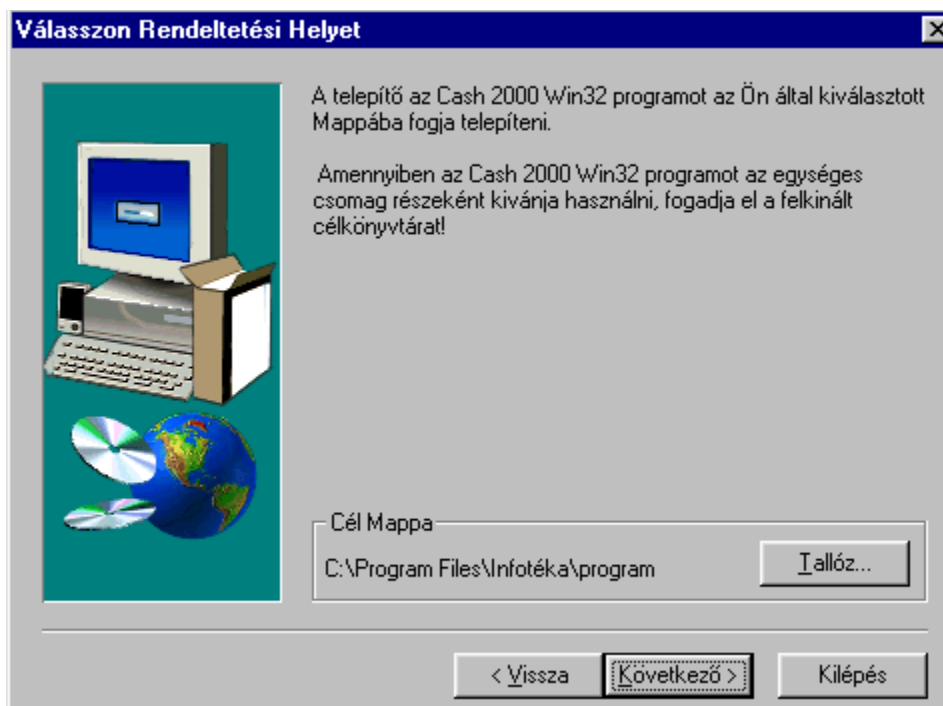 Válasszon Rendeltetési Helyet
A telepítő az Cash 2000 Win32 programot az Ön által kiválasztott
Mappába fogja telepíteni.
Amennyiben az Cash 2000 Win32 programot az egységes
csomag részeként kivánja használni, fogadja el a felkinált
célkönyvtárat!
Cél Mappa
C:\Program Files\Infotéka\program
Tallóz...
< Vissza
Következő >
Kilépés